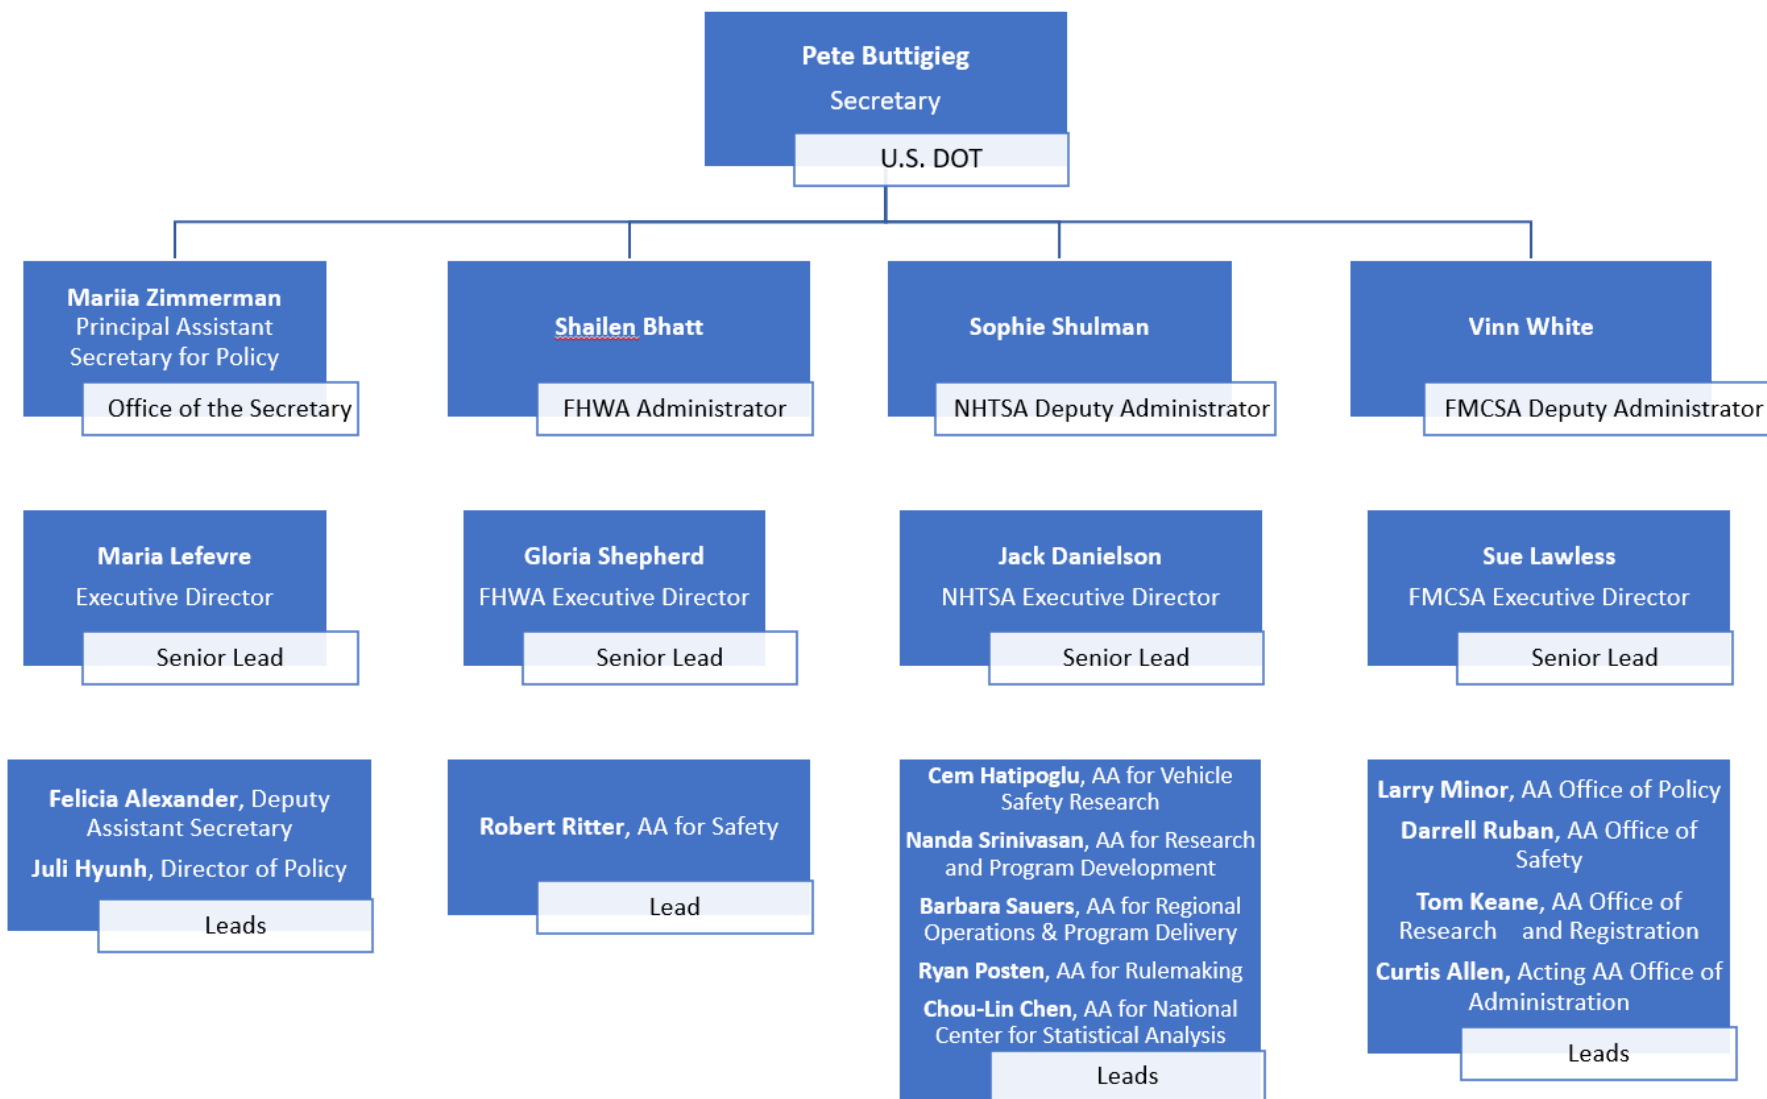 Pete Buttigieg
Secretary
U.S. DOT
Mariia Zimmerman
Principal Assistant
Secretary for Policy
Office of the Secretary
Shailen Bhatt
FHWA Administrator
Sophie Shulman
NHTSA Deputy Administrator
Vinn White
FMCSA Deputy Administrator
Maria Lefevre
Executive Director
Senior Lead
Gloria Shepherd
FHWA Executive Director
Senior Lead
Jack Danielson
NHTSA Executive Director
Senior Lead
Sue Lawless
FMCSA Executive Director
Senior Lead
Felicia Alexander, Deputy
Assistant Secretary
Juli Hyunh, Director of Policy
Leads
Robert Ritter, AA for Safety
Lead
Cem Hatipoglu, AA for Vehicle
Safety Research
Nanda Srinivasan, AA for Research
and Program Development
Barbara Sauers, AA for Regional
Operations & Program Delivery
Ryan Posten, AA for Rulemaking
Chou-Lin Chen, AA for National
Center for Statistical Analysis
Leads
Larry Minor, AA Office of Policy
Darrell Ruban, AA Office of
Safety
Tom Keane, AA Office of
Research and Registration
Curtis Allen, Acting AA Office of
Administration
Leads